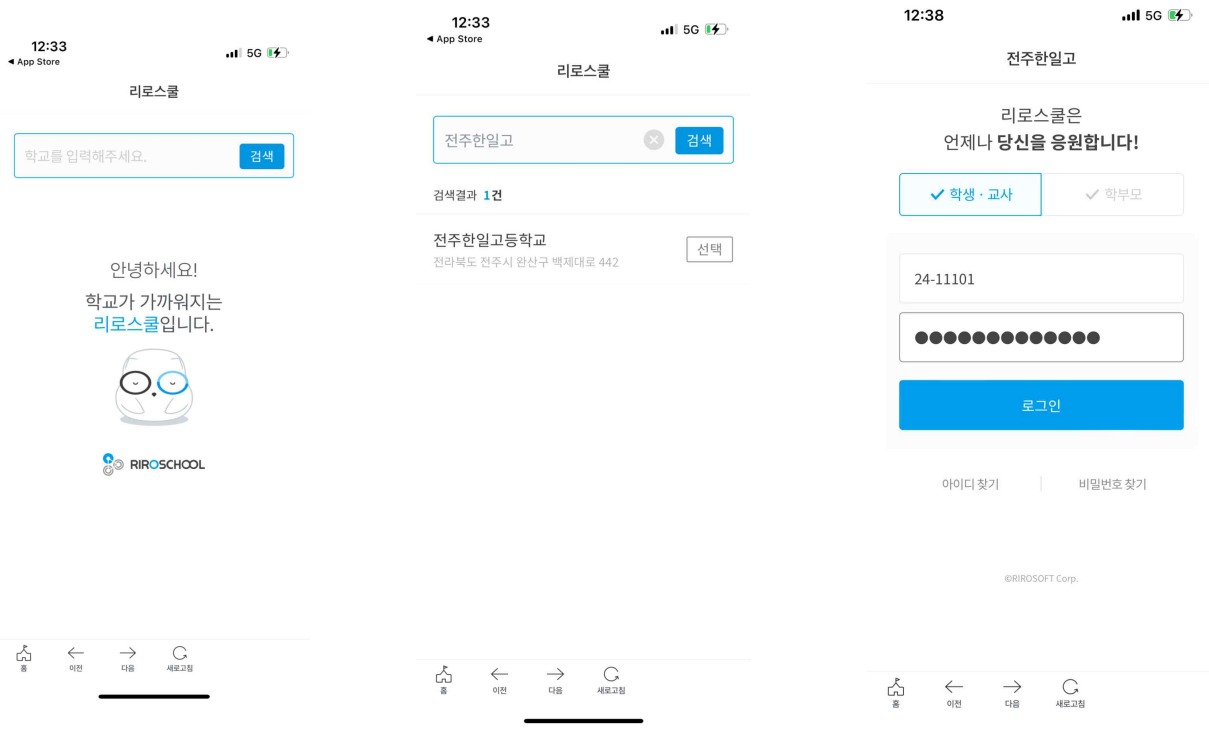 12:33
◀ App Store
5G
리로스쿨
학교를 입력해주세요.
검색
안녕하세요!
학교가 가까워지는
리로스쿨입니다.
RIROSCHOOL
홈
이전
다음
새로고침
12:33
◀ App Store
5G
리로스쿨
전주한일고
검색
검색결과 1건
전주한일고등학교
전라북도 전주시 완산구 백제대로 442
선택
홈
이전
다음
새로고침
12:38
5G
전주한일고
리로스쿨은
언제나 당신을 응원합니다!
학생 · 교사
학부모
24-11101
●●●●●●●●●●●●●
로그인
아이디 찾기
비밀번호 찾기
©RIROSOFT Corp.
홈
이전
다음
새로고침